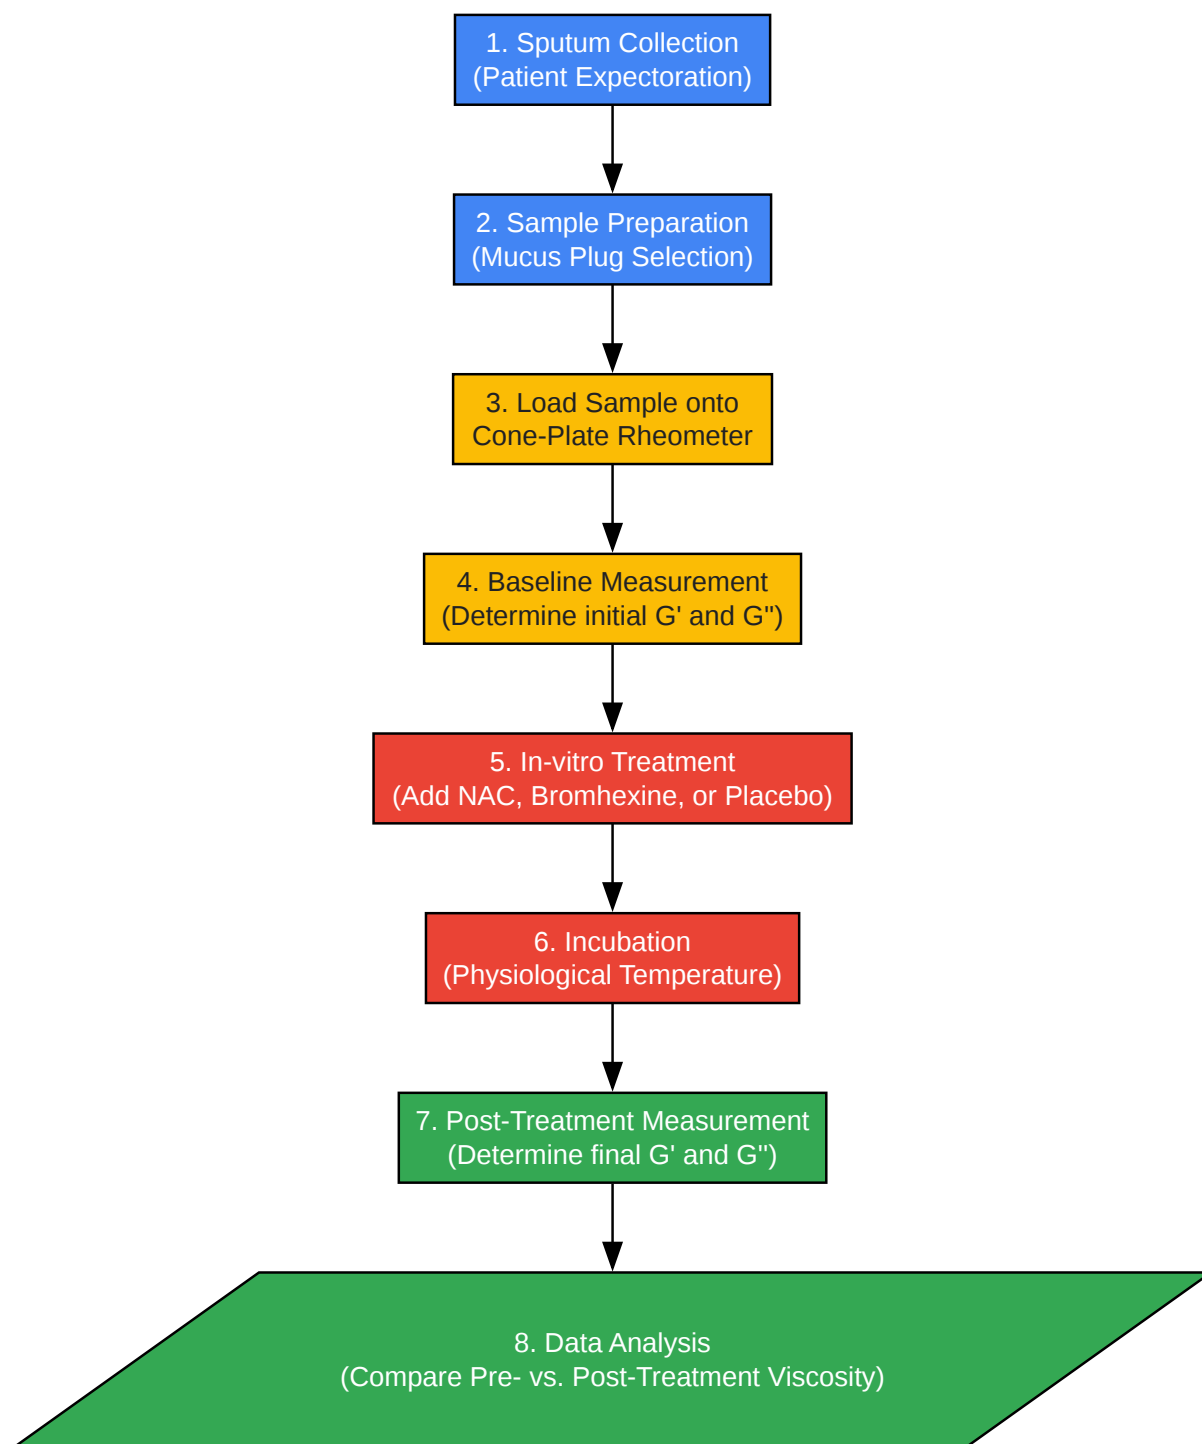 1. Sputum Collection
(Patient Expectoration)
2. Sample Preparation
(Mucus Plug Selection)
3. Load Sample onto
Cone-Plate Rheometer
4. Baseline Measurement
(Determine initial G' and G'')
5. In-vitro Treatment
(Add NAC, Bromhexine, or Placebo)
6. Incubation
(Physiological Temperature)
7. Post-Treatment Measurement
(Determine final G' and G'')
8. Data Analysis
(Compare Pre- vs. Post-Treatment Viscosity)